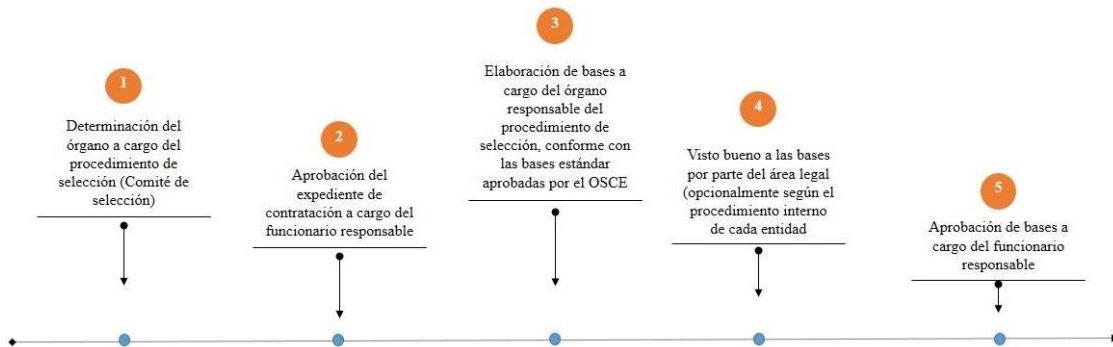 1
Determinación del
órgano a cargo del
procedimiento de
selección (Comité de
selección)
2
Aprobación del
expediente de
contratación a cargo del
funcionario responsable
3
Elaboración de bases a
cargo del órgano
responsable del
procedimiento de
selección, conforme con
las bases estándar
aprobadas por el OSCE
4
Visto bueno a las bases
por parte del área legal
(opcionalmente según el
procedimiento interno
de cada entidad
5
Aprobación de bases a
cargo del funcionario
responsable